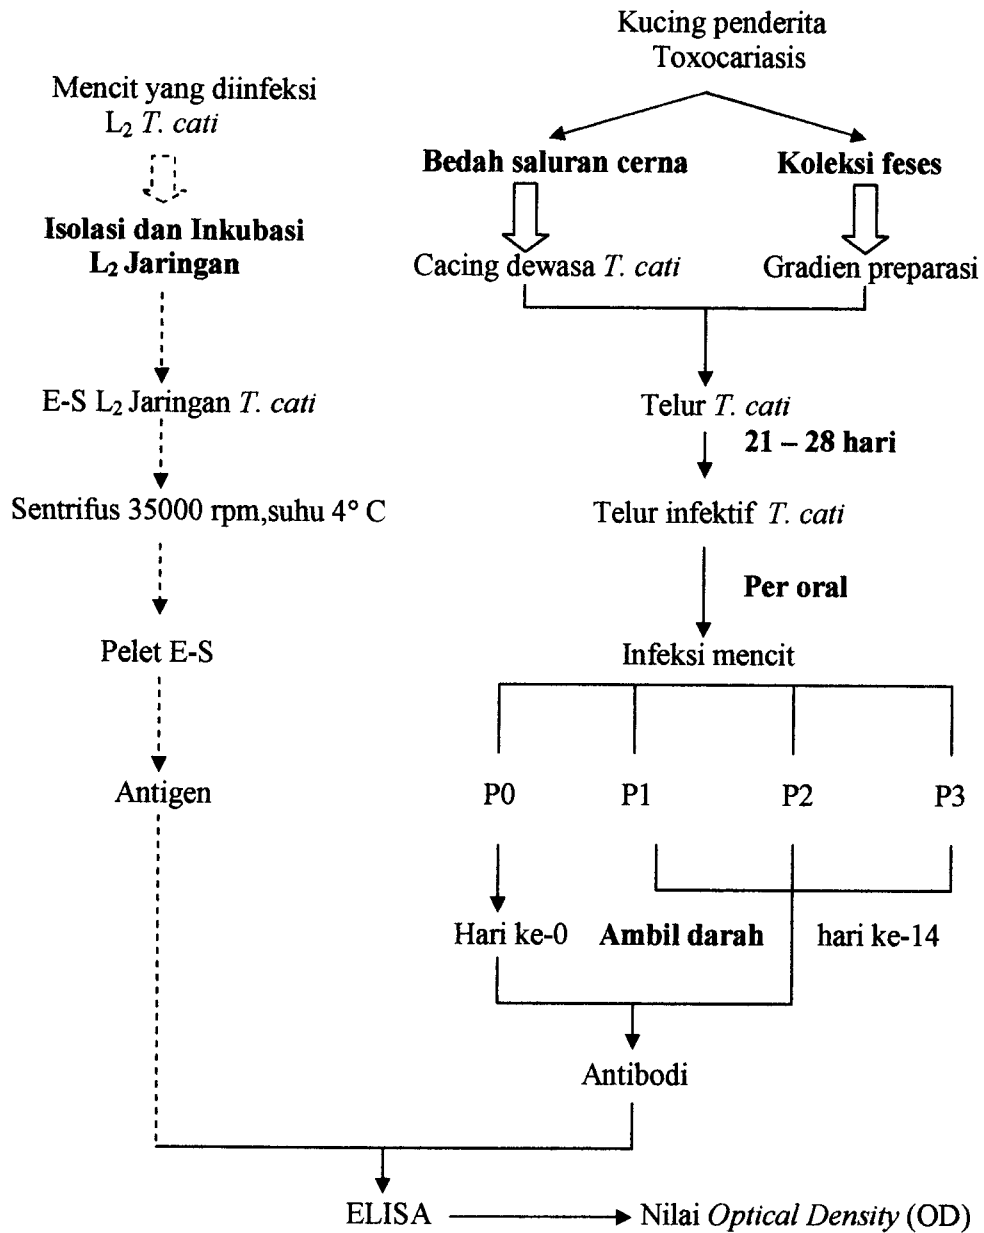 Kucing penderita
Toxocariasis
Mencit yang diinfeksi
L2 T. cati
Bedah saluran cerna
Koleksi feses
Isolasi dan Inkubasi
L2 Jaringan
Cacing dewasa T. cati
Gradien preparasi
E-S L2 Jaringan T. cati
Telur T. cati
21 – 28 hari
Sentrifus 35000 rpm,suhu 4° C
Telur infektif T. cati
Per oral
Pelet E-S
Infeksi mencit
Antigen
P0
P1
P2
P3
Hari ke-0
Ambil darah
hari ke-14
Antibodi
ELISA
Nilai Optical Density (OD)